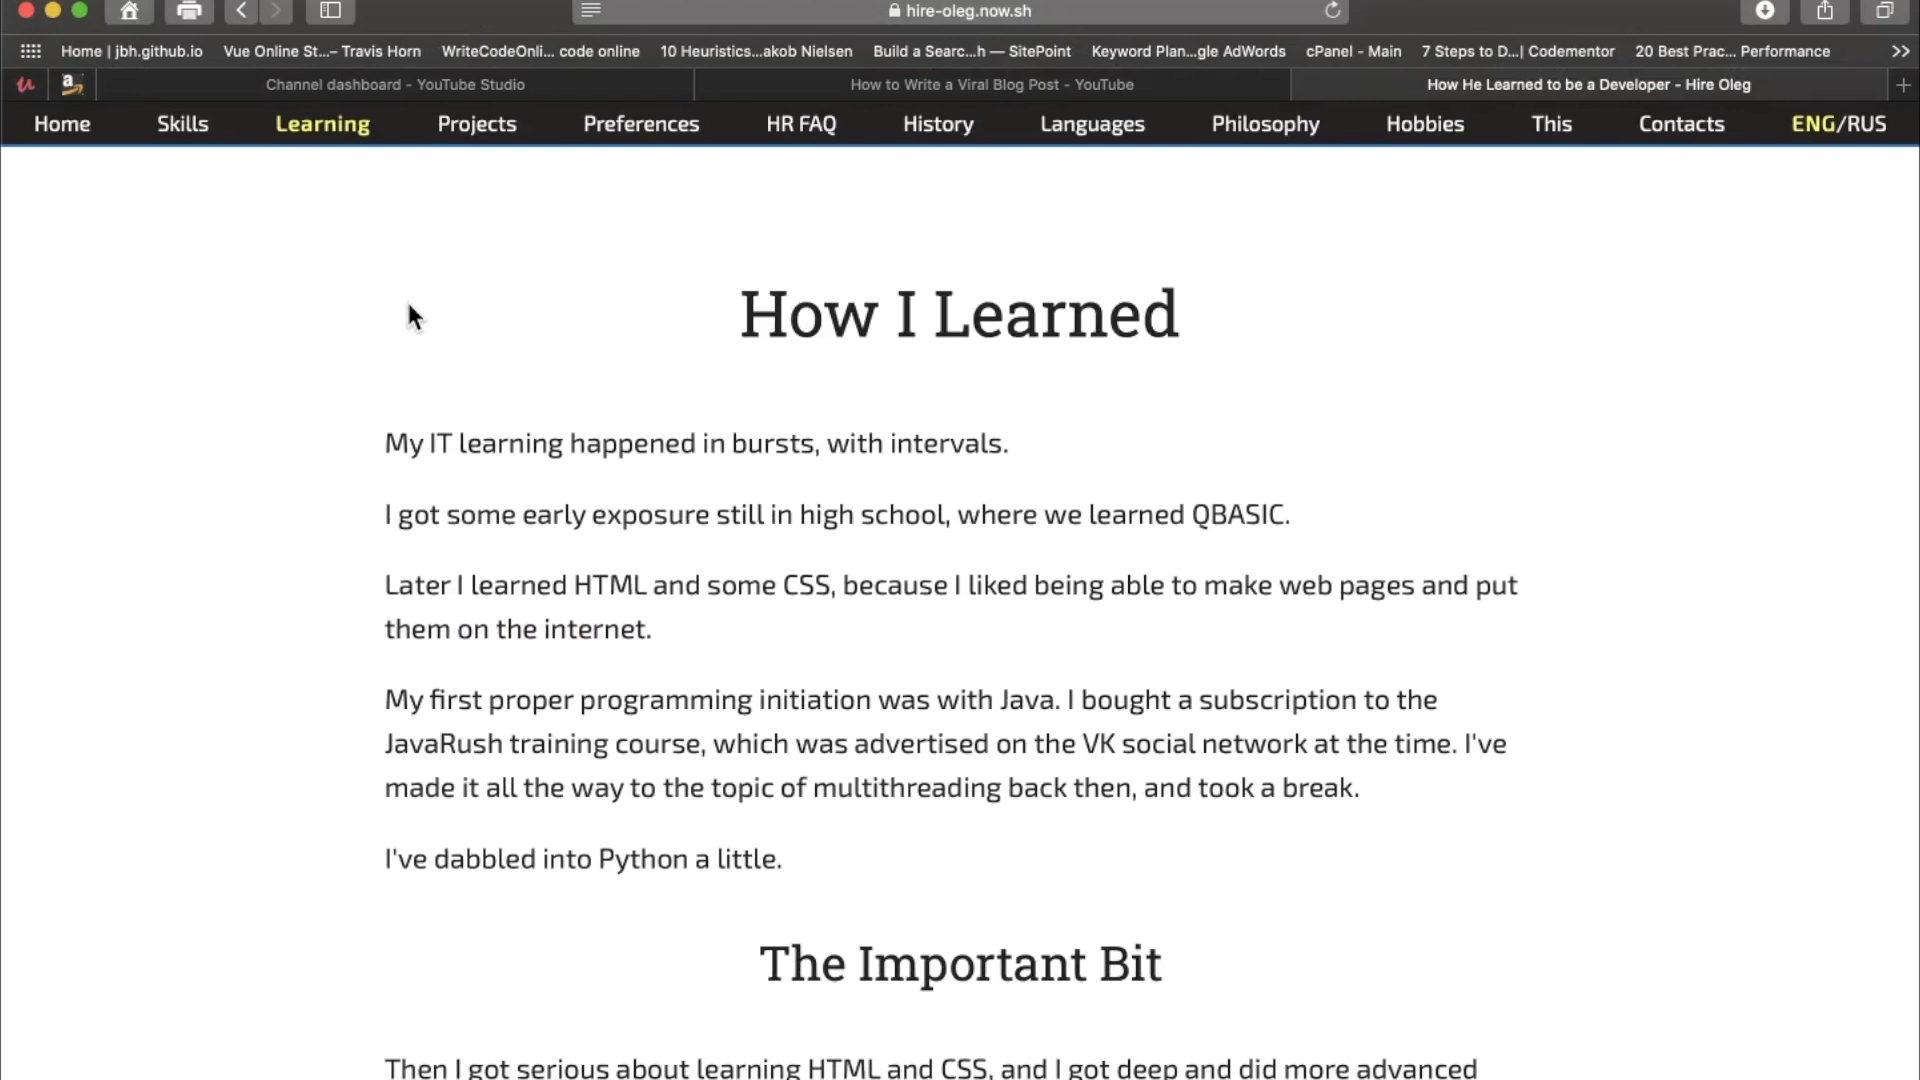 hire-oleg.now.sh
Home | jbh.github.io Vue Online St...– Travis Horn WriteCodeOnli... code online 10 Heuristics...akob Nielsen Build a Searc...h — SitePoint Keyword Plan...gle AdWords cPanel - Main 7 Steps to D...| Codementor 20 Best Prac... Performance
a Channel dashboard - YouTube Studio How to Write a Viral Blog Post - YouTube How He Learned to be a Developer - Hire Oleg
Home Skills Learning Projects Preferences HR FAQ History Languages Philosophy Hobbies This Contacts ENG/RUS
How I Learned
My IT learning happened in bursts, with intervals.
I got some early exposure still in high school, where we learned QBASIC.
Later I learned HTML and some CSS, because I liked being able to make web pages and put
them on the internet.
My first proper programming initiation was with Java. I bought a subscription to the
JavaRush training course, which was advertised on the VK social network at the time. I've
made it all the way to the topic of multithreading back then, and took a break.
I've dabbled into Python a little.
The Important Bit
Then I got serious about learning HTML and CSS, and I got deep and did more advanced